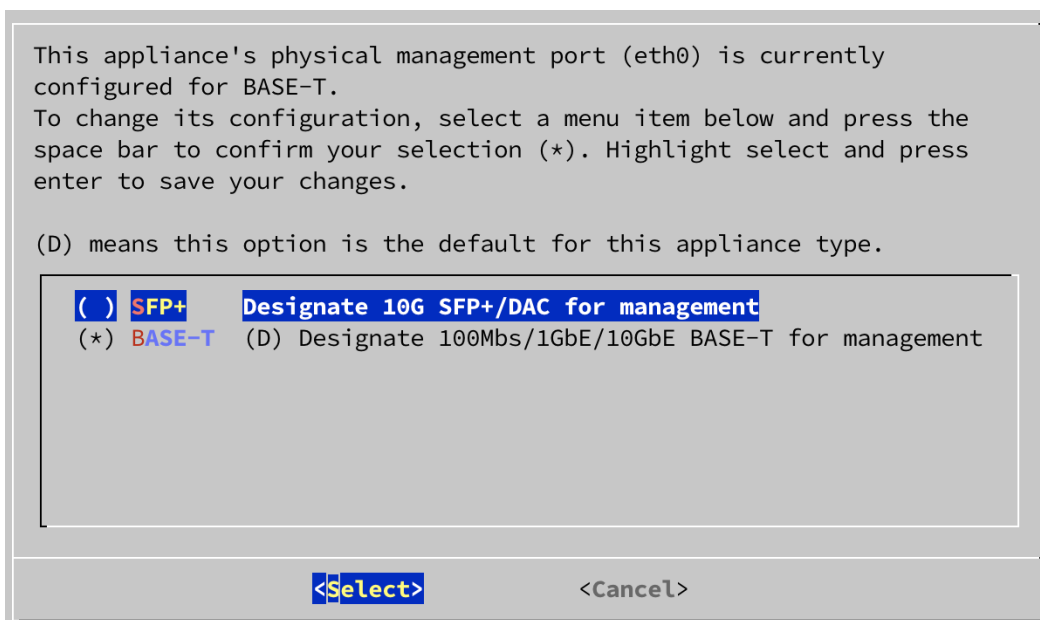 This appliance's physical management port (eth0) is currently
configured for BASE-T.
To change its configuration, select a menu item below and press the
space bar to confirm your selection (*). Highlight select and press
enter to save your changes.
(D) means this option is the default for this appliance type.
( ) SFP+ Designate 10G SFP+/DAC for management
(*) BASE-T (D) Designate 100Mbs/1GbE/10GbE BASE-T for management
<Select> <Cancel>